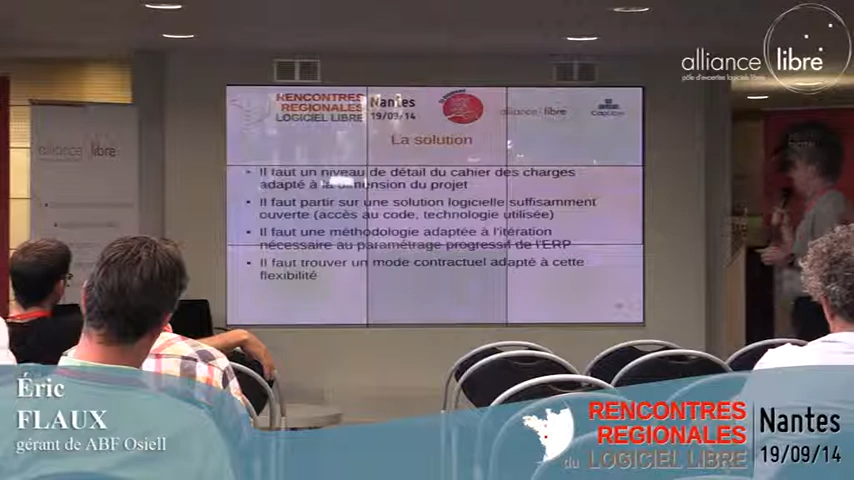 alliance libre
pôle d'expertise logiciels libres
RENCONTRES
REGIONALES
LOGICIEL LIBRE
Nantes
19/09/14
alliance libre
La solution
• Il faut un niveau de détail du cahier des charges
adapté à la dimension du projet
• Il faut partir sur une solution logicielle suffisamment
ouverte (accès au code, technologie utilisée)
• Il faut une méthodologie adaptée à l'itération
nécessaire au paramétrage progressif de l'ERP
• Il faut trouver un mode contractuel adapté à cette
flexibilité
alliance libre
Éric
FLAUX
gérant de ABF Osiell
RENCONTRES
REGIONALES
du LOGICIEL LIBRE
Nantes
19/09/14